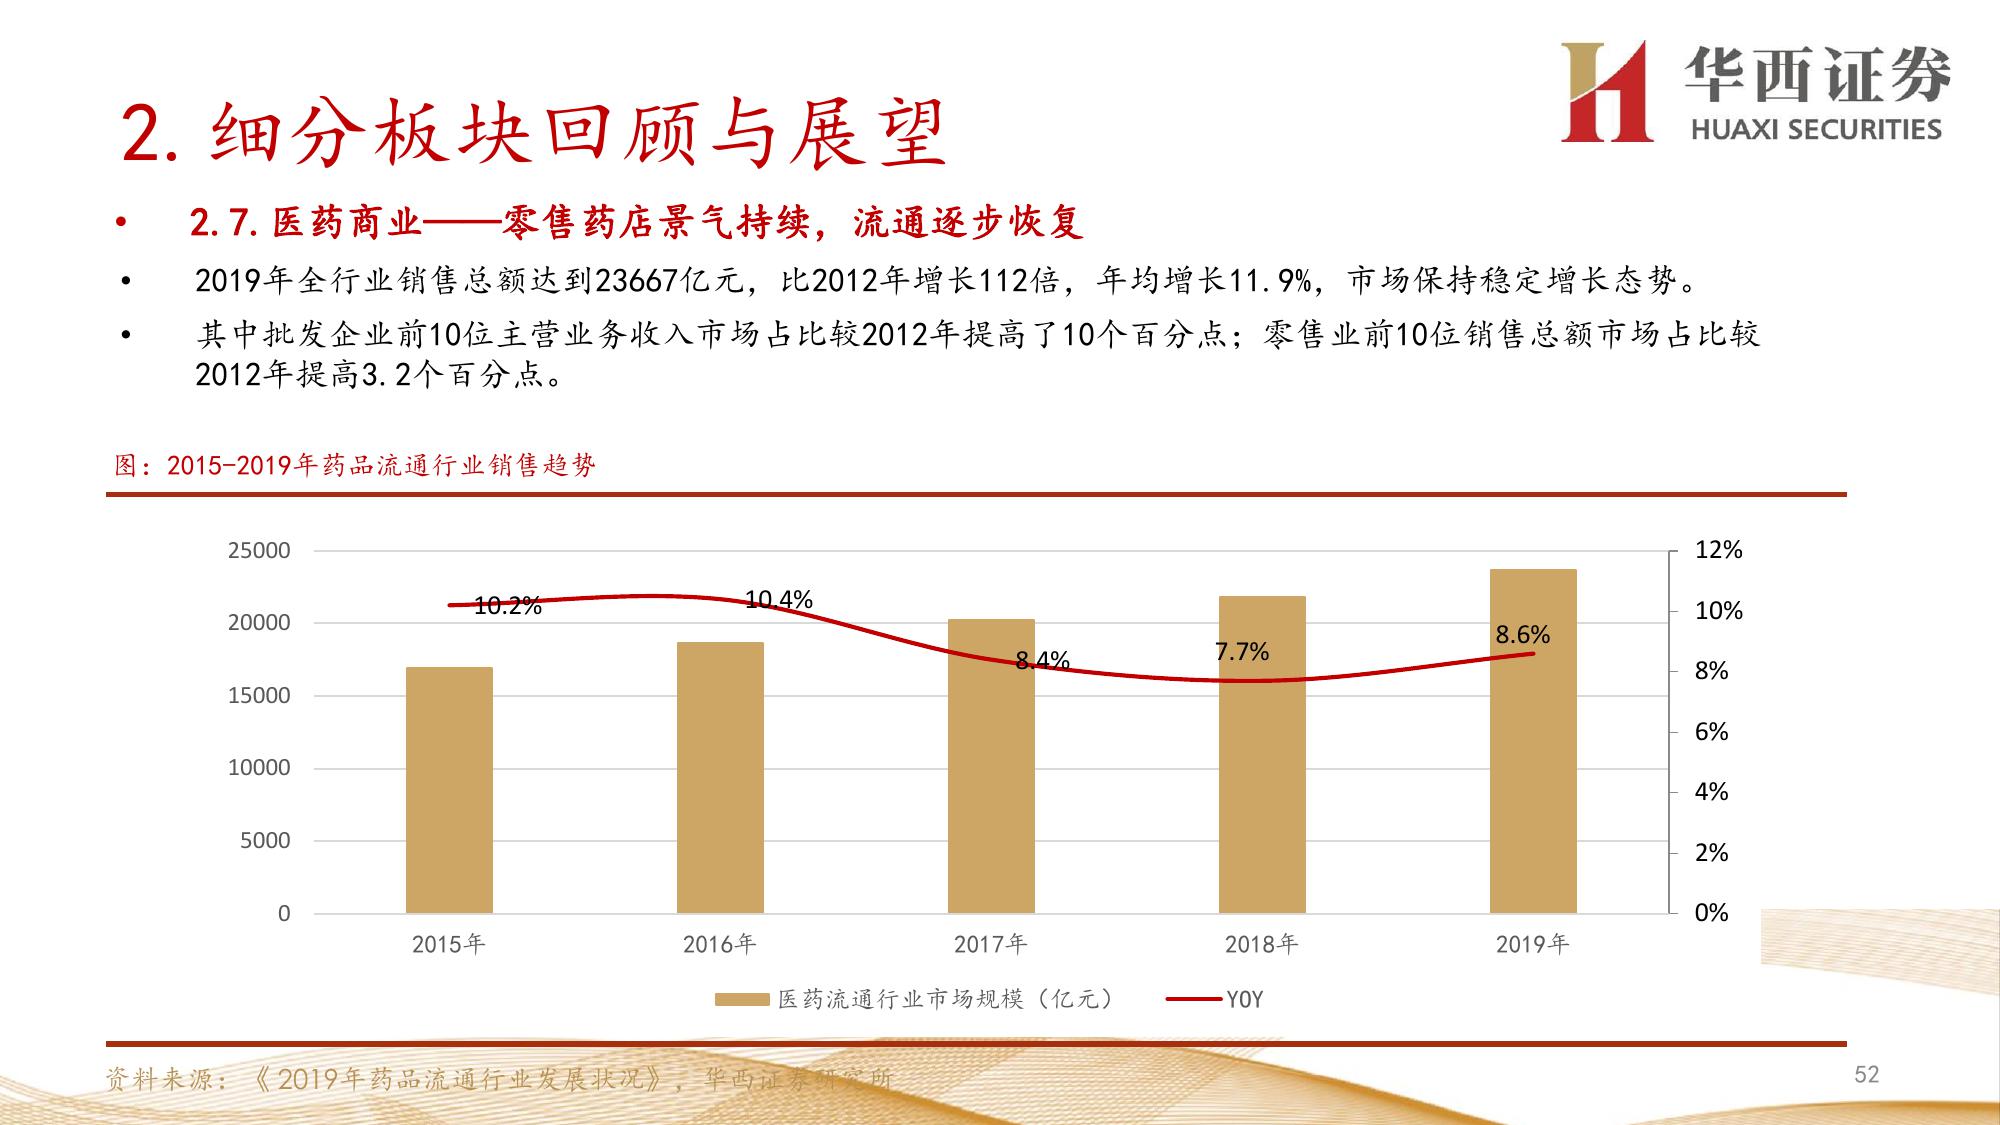 华西证券
HUAXI SECURITIES
2. 细分板块回顾与展望
• 2.7. 医药商业——零售药店景气持续，流通逐步恢复
• 2019年全行业销售总额达到23667亿元，比2012年增长112倍，年均增长11.9%，市场保持稳定增长态势。
• 其中批发企业前10位主营业务收入市场占比较2012年提高了10个百分点；零售业前10位销售总额市场占比较
2012年提高3.2个百分点。
图：2015-2019年药品流通行业销售趋势
25000
20000
15000
10000
5000
0
12%
10%
8%
6%
4%
2%
0%
10.2%
10.4%
8.4%
7.7%
8.6%
2015年
2016年
2017年
2018年
2019年
医药流通行业市场规模（亿元）
YOY
资料来源：《2019年药品流通行业发展状况》，华西证券研究所
52